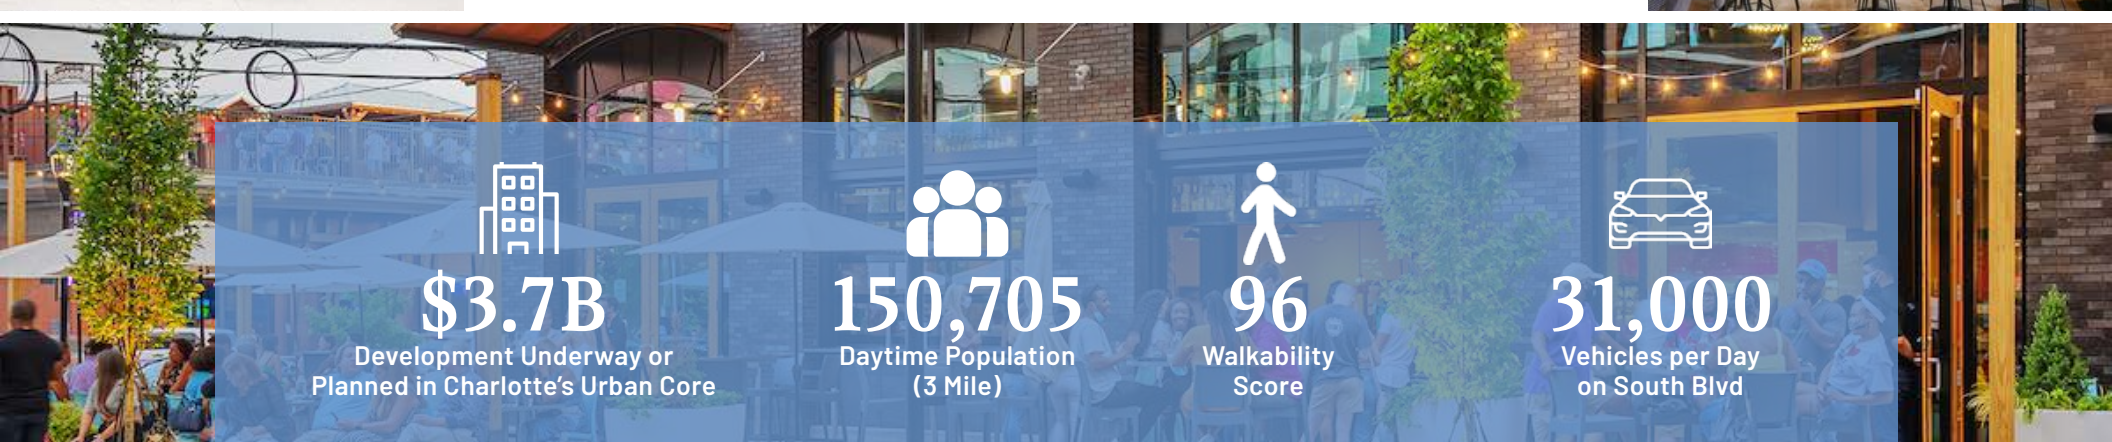 $3.7B
Development Underway or
Planned in Charlotte's Urban Core
150,705
Daytime Population
(3 Mile)
96
Walkability
Score
31,000
Vehicles per Day
on South Blvd